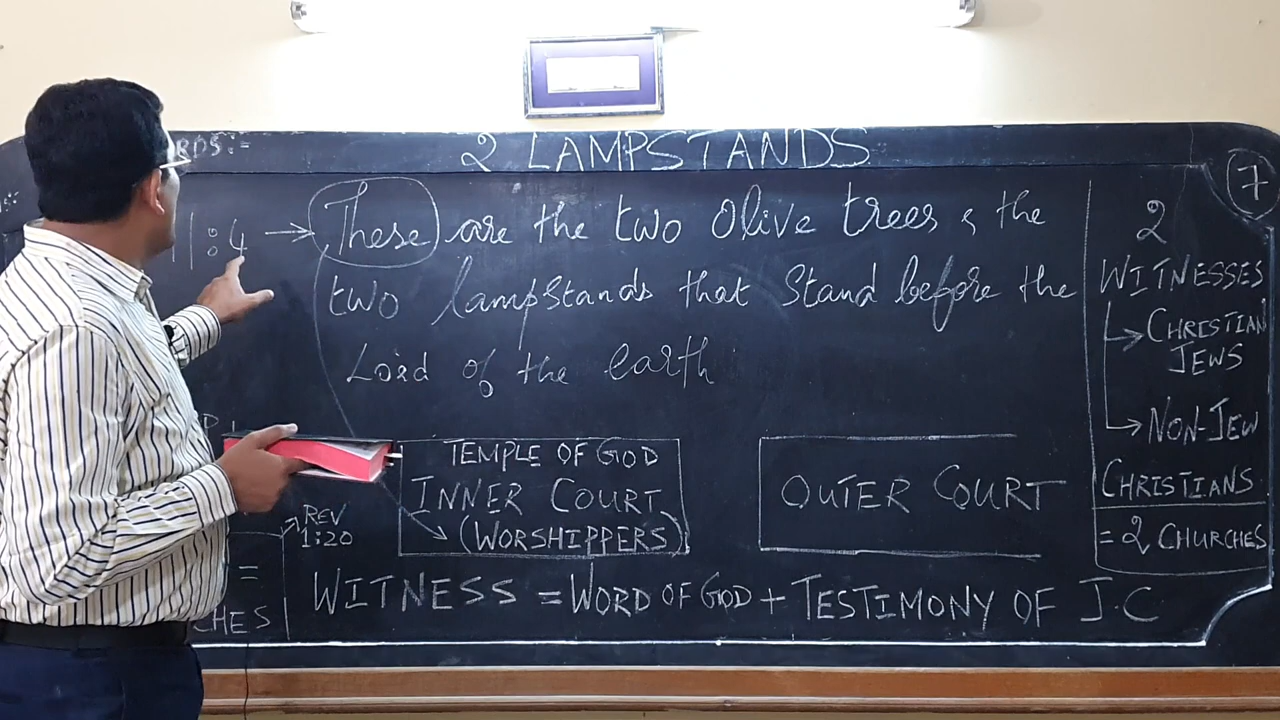 RDS:-
2 LAMPSTANDS
7
11:4 → These are the two Olive trees & the
two lampstands that Stand before the
Lord of the earth
2
WITNESSES
CHRISTIAN
JEWS
NON-JEW
CHRISTIANS
= 2 CHURCHES
TEMPLE OF GOD
INNER COURT
(WORSHIPPERS)
OUTER COURT
REV
1:20
=
CHES
WITNESS = WORD OF GOD + TESTIMONY OF J.C